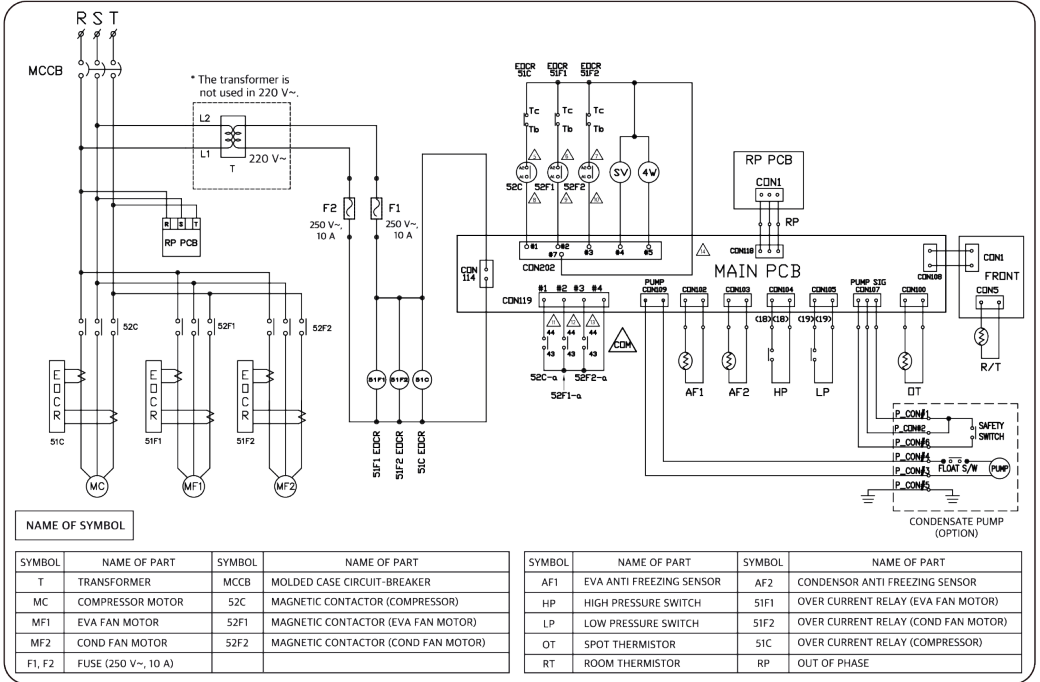 R S T
MCCB
* The transformer is
not used in 220 V~.
L2
L1
220 V~
T
F2
F1
250 V~,
10 A
250 V~,
10 A
R S T
RP PCB
52C
52F1
52F2
EOCR
EOCR
EOCR
51C
51F1
51F2
MC
MF1
MF2
51F1
51F2
51C
51F1 EOCR
51F2 EOCR
51C EOCR
CON
114
EOCR
51C
EOCR
51F1
EOCR
51F2
Tc
Tc
Tc
Tb
Tb
Tb
52C
52F1
52F2
SV
4W
#1
#2
#7
#3
#4
#5
CON202
14
MAIN PCB
RP PCB
CON1
RP
CON118
CON108
CON1
FRONT
CON5
R/T
CON119
#1 #2 #3 #4
44
44
44
43
43
43
52C-a
52F1-a
52F2-a
COM
PUMP
CON109
CON102
CON103
CON104
CON105
PUMP SIG
CON107
CON100
(18) (18)
(19) (19)
AF1
AF2
HP
LP
OT
P_CON#1
P_CON#2
P_CON#6
P_CON#4
P_CON#3
P_CON#5
SAFETY
SWITCH
FLOAT S/W
PUMP
CONDENSATE PUMP
(OPTION)
NAME OF SYMBOL
SYMBOL NAME OF PART SYMBOL NAME OF PART
T TRANSFORMER MCCB MOLDED CASE CIRCUIT-BREAKER
MC COMPRESSOR MOTOR 52C MAGNETIC CONTACTOR (COMPRESSOR)
MF1 EVA FAN MOTOR 52F1 MAGNETIC CONTACTOR (EVA FAN MOTOR)
MF2 COND FAN MOTOR 52F2 MAGNETIC CONTACTOR (COND FAN MOTOR)
F1, F2 FUSE (250 V~, 10 A)
SYMBOL NAME OF PART SYMBOL NAME OF PART
AF1 EVA ANTI FREEZING SENSOR AF2 CONDENSOR ANTI FREEZING SENSOR
HP HIGH PRESSURE SWITCH 51F1 OVER CURRENT RELAY (EVA FAN MOTOR)
LP LOW PRESSURE SWITCH 51F2 OVER CURRENT RELAY (COND FAN MOTOR)
OT SPOT THERMISTOR 51C OVER CURRENT RELAY (COMPRESSOR)
RT ROOM THERMISTOR RP OUT OF PHASE